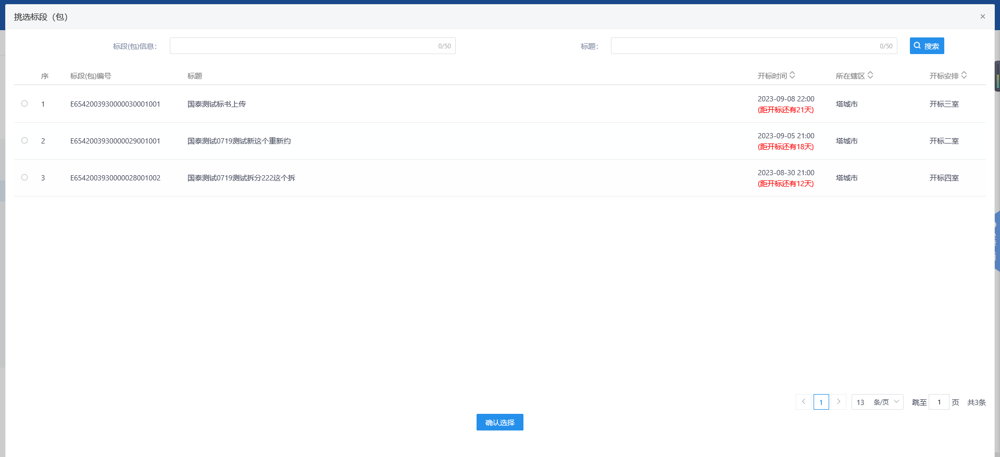 挑选标段（包）
标段(包)信息： 0/50 标题： 0/50 搜索
序 标段(包)编号 标题 开标时间 所在辖区 开标安排
1 E6542003930000030001001 国泰测试标书上传 2023-09-08 22:00 塔城市 开标三室
(距开标还有21天)
2 E6542003930000029001001 国泰测试0719测试新这个重新约 2023-09-05 21:00 塔城市 开标二室
(距开标还有18天)
3 E6542003930000028001002 国泰测试0719测试拆分222这个拆 2023-08-30 21:00 塔城市 开标四室
(距开标还有12天)
1 13 条/页 跳至 1 页 共3条
确认选择